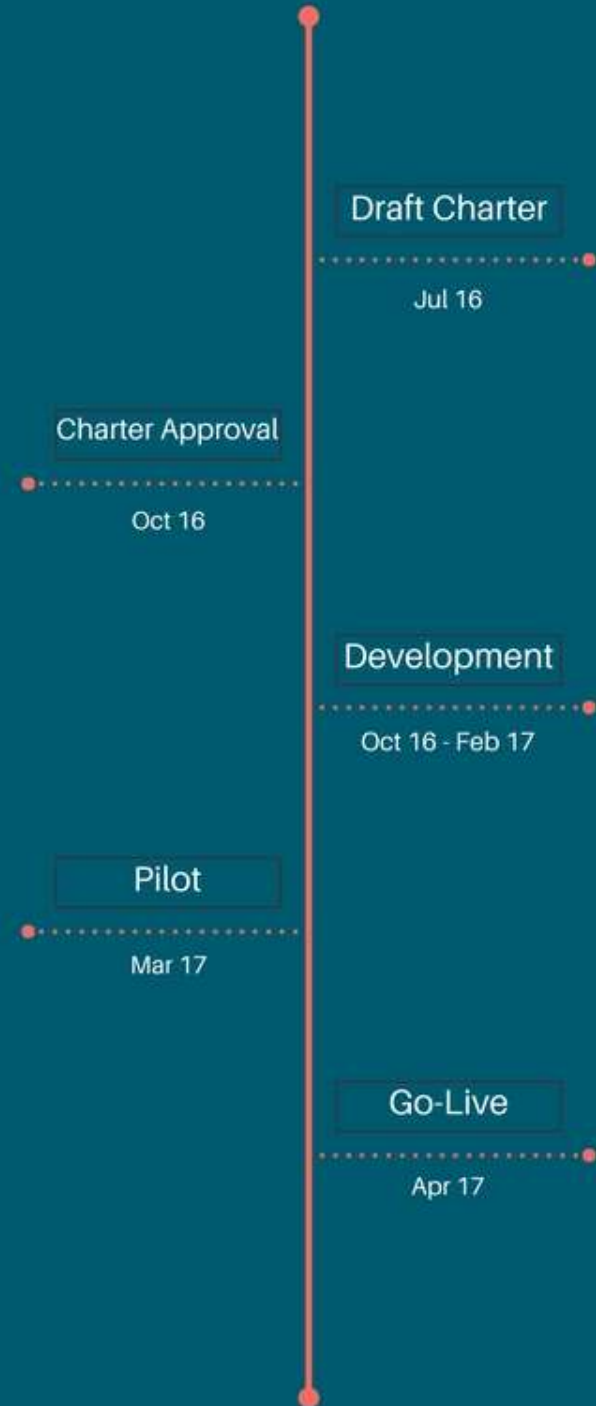 Draft Charter
Jul 16
Charter Approval
Oct 16
Development
Oct 16 - Feb 17
Pilot
Mar 17
Go-Live
Apr 17